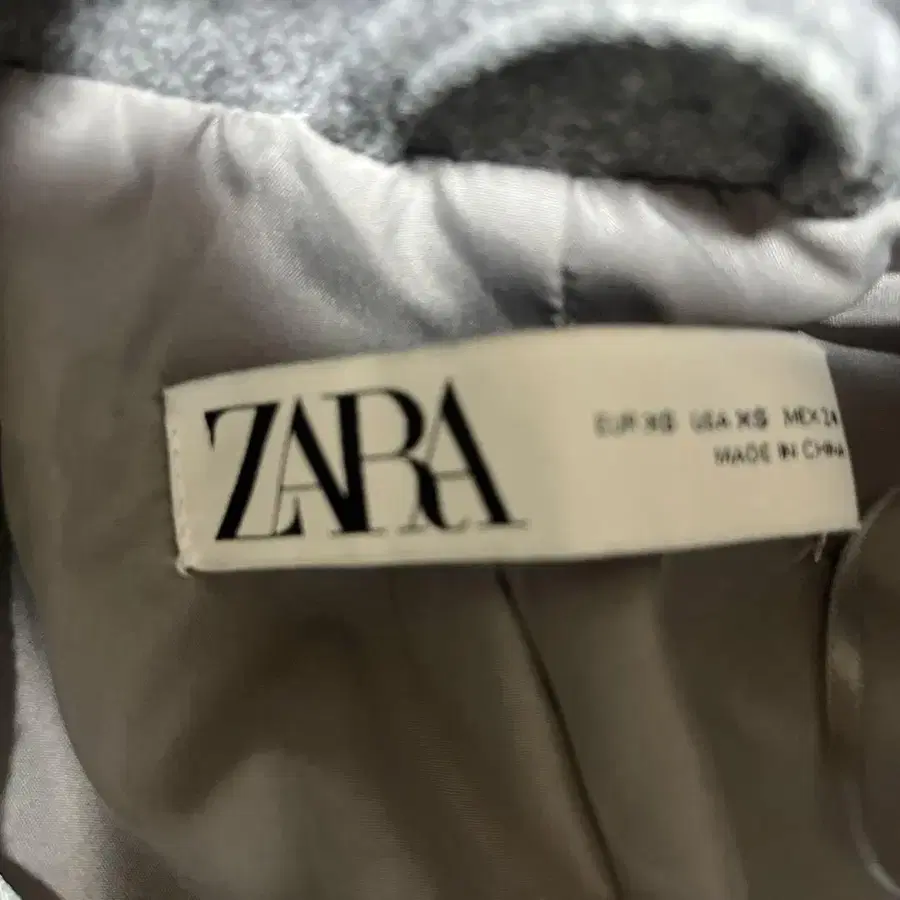 ZARA
EUR XS USA XS MEX 24
MADE IN CHINA